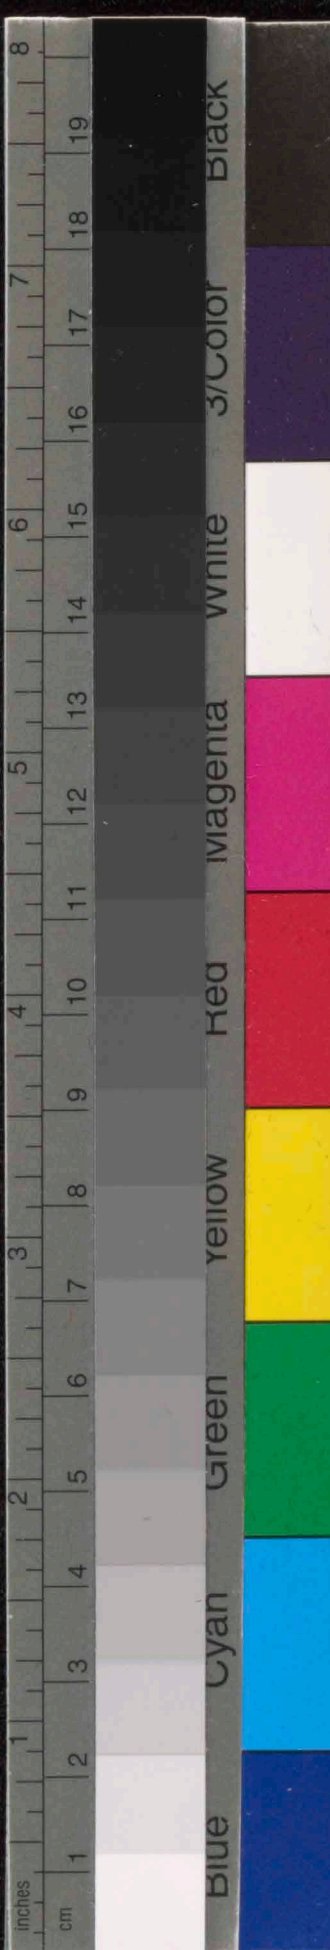 inches 1 2 3 4 5 6 7 8
cm 1 2 3 4 5 6 7 8 9 10 11 12 13 14 15 16 17 18 19
Blue Cyan Green Yellow Red Magenta White 3/Color Black